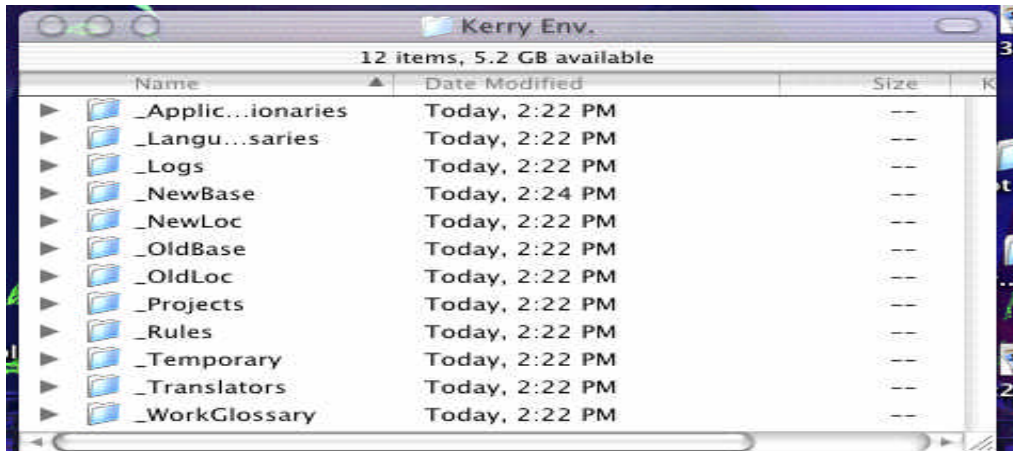 Kerry Env.
12 items, 5.2 GB available
Name Date Modified Size K
_Applic...ionaries Today, 2:22 PM --
_Langu...saries Today, 2:22 PM --
_Logs Today, 2:22 PM --
_NewBase Today, 2:24 PM --
_NewLoc Today, 2:22 PM --
_OldBase Today, 2:22 PM --
_OldLoc Today, 2:22 PM --
_Projects Today, 2:22 PM --
_Rules Today, 2:22 PM --
_Temporary Today, 2:22 PM --
_Translators Today, 2:22 PM --
_WorkGlossary Today, 2:22 PM --